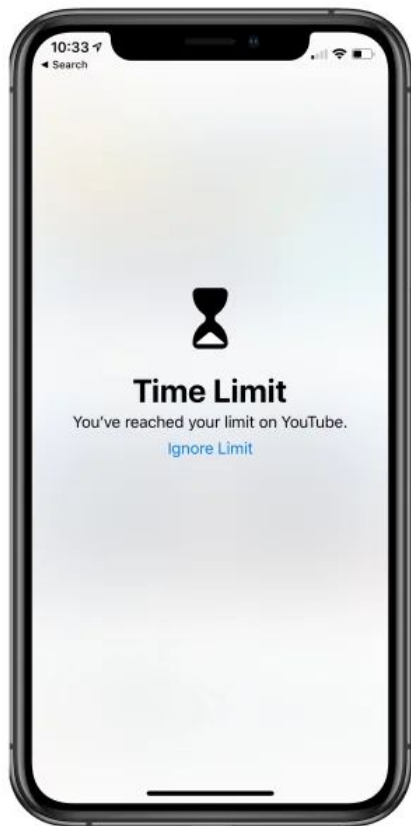 10:33
◀ Search
Time Limit
You've reached your limit on YouTube.
Ignore Limit